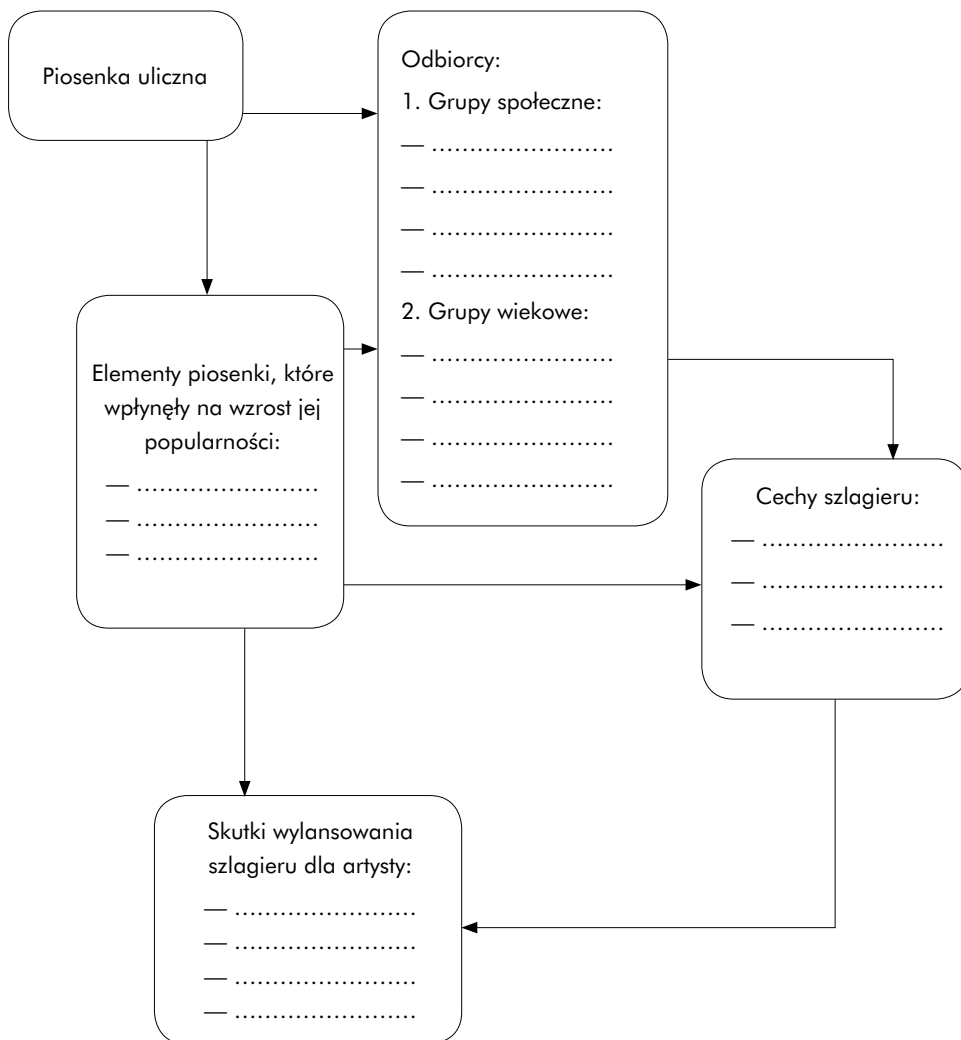 Piosenka uliczna
Odbiorcy:
1. Grupy społeczne:
— ........................
— ........................
— ........................
— ........................
2. Grupy wiekowe:
— ........................
— ........................
— ........................
— ........................
Elementy piosenki, które
wpłynęły na wzrost jej
popularności:
— ........................
— ........................
— ........................
Cechy szlagieru:
— ........................
— ........................
— ........................
Skutki wylansowania
szlagieru dla artysty:
— ........................
— ........................
— ........................
— ........................